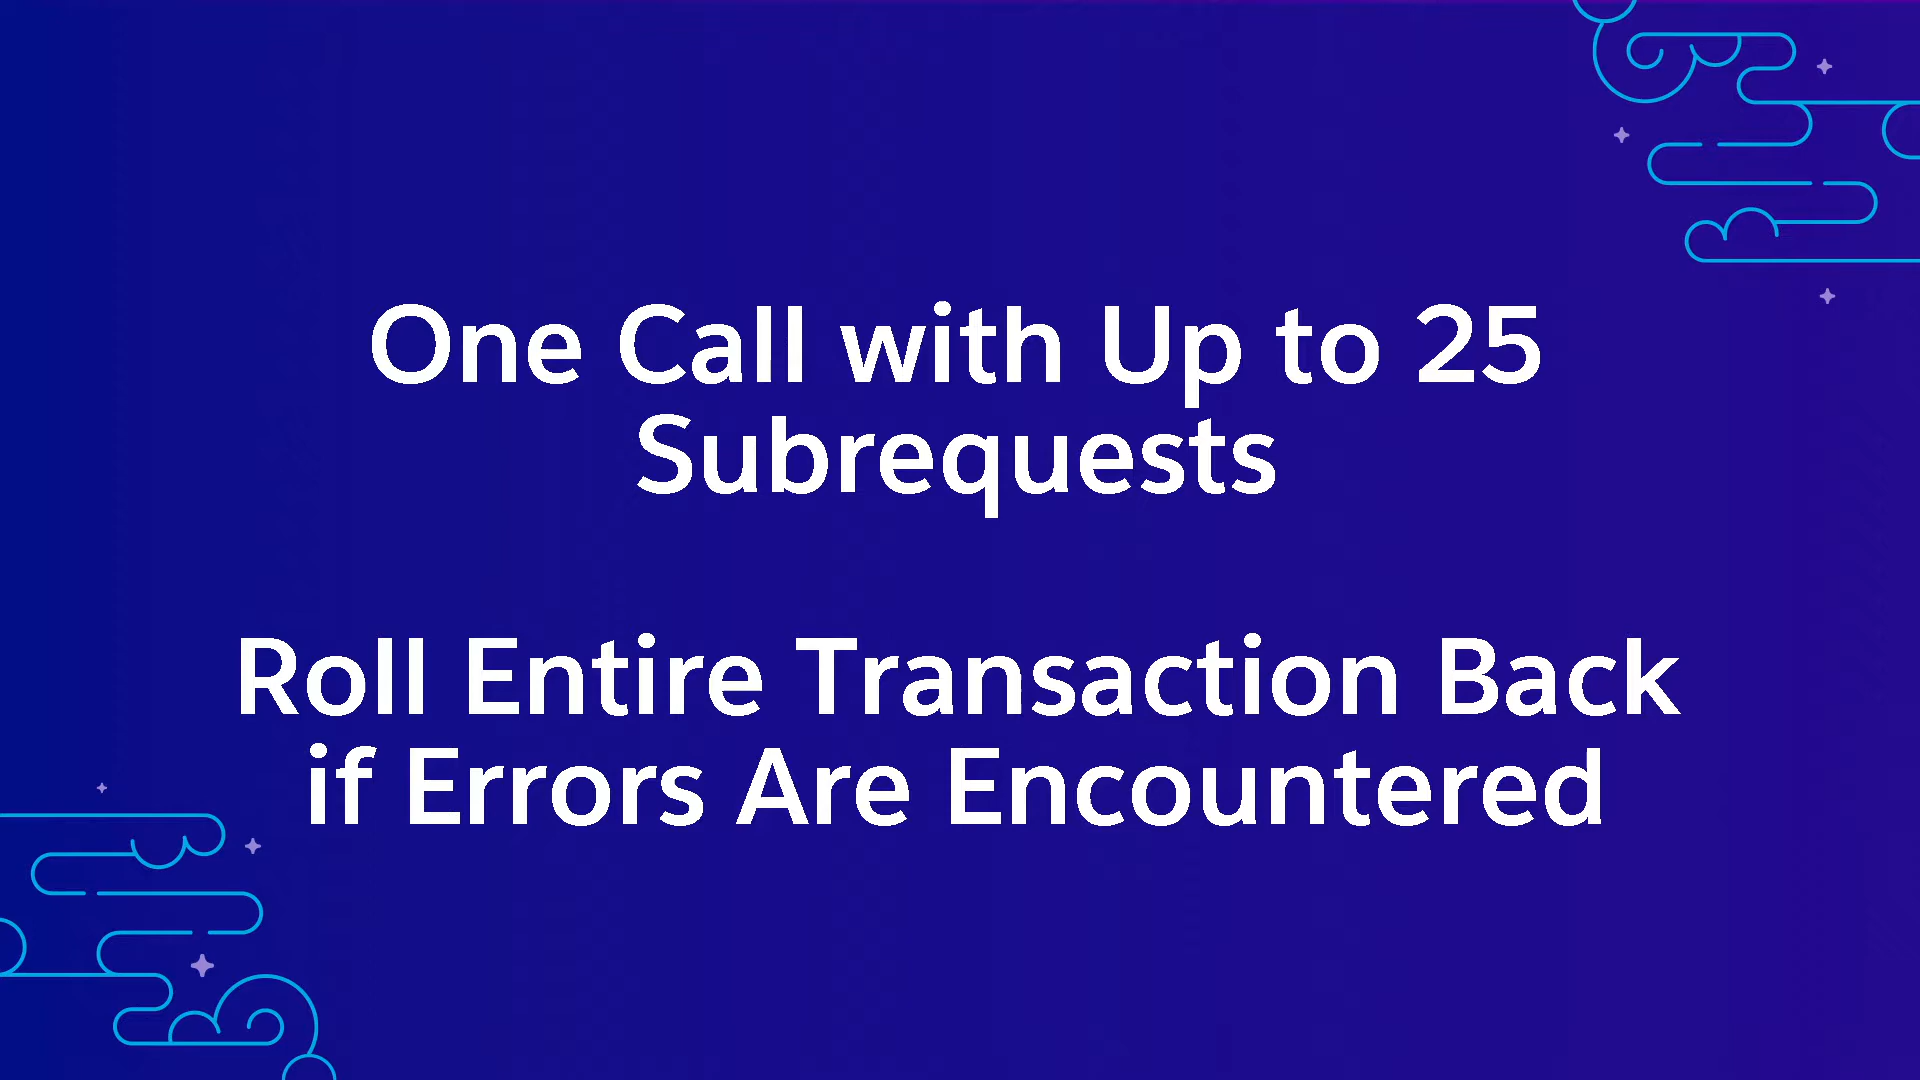 One Call with Up to 25
Subrequests
Roll Entire Transaction Back
if Errors Are Encountered